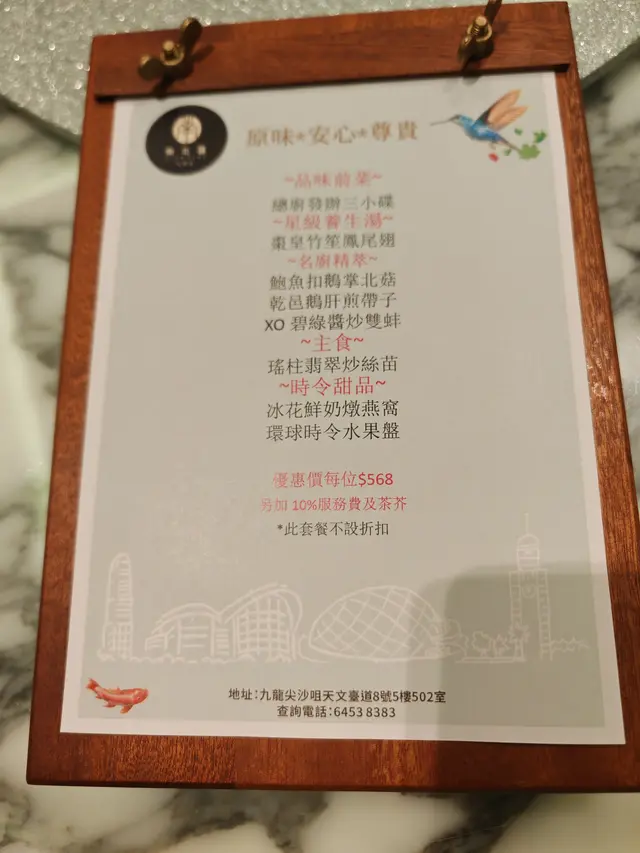 原味*安心*尊貴
~品味前菜~
總廚發辦三小碟
~星級養生湯~
棗皇竹笙鳳尾翅
~名廚精萃~
鮑魚扣鵝掌北菇
乾邑鵝肝煎帶子
XO 碧綠醬炒雙蚌
~主食~
瑤柱翡翠炒絲苗
~時令甜品~
冰花鮮奶燉燕窩
環球時令水果盤
優惠價每位$568
另加 10%服務費及茶芥
*此套餐不設折扣
地址:九龍尖沙咀天文臺道8號5樓502室
查詢電話:6453 8383